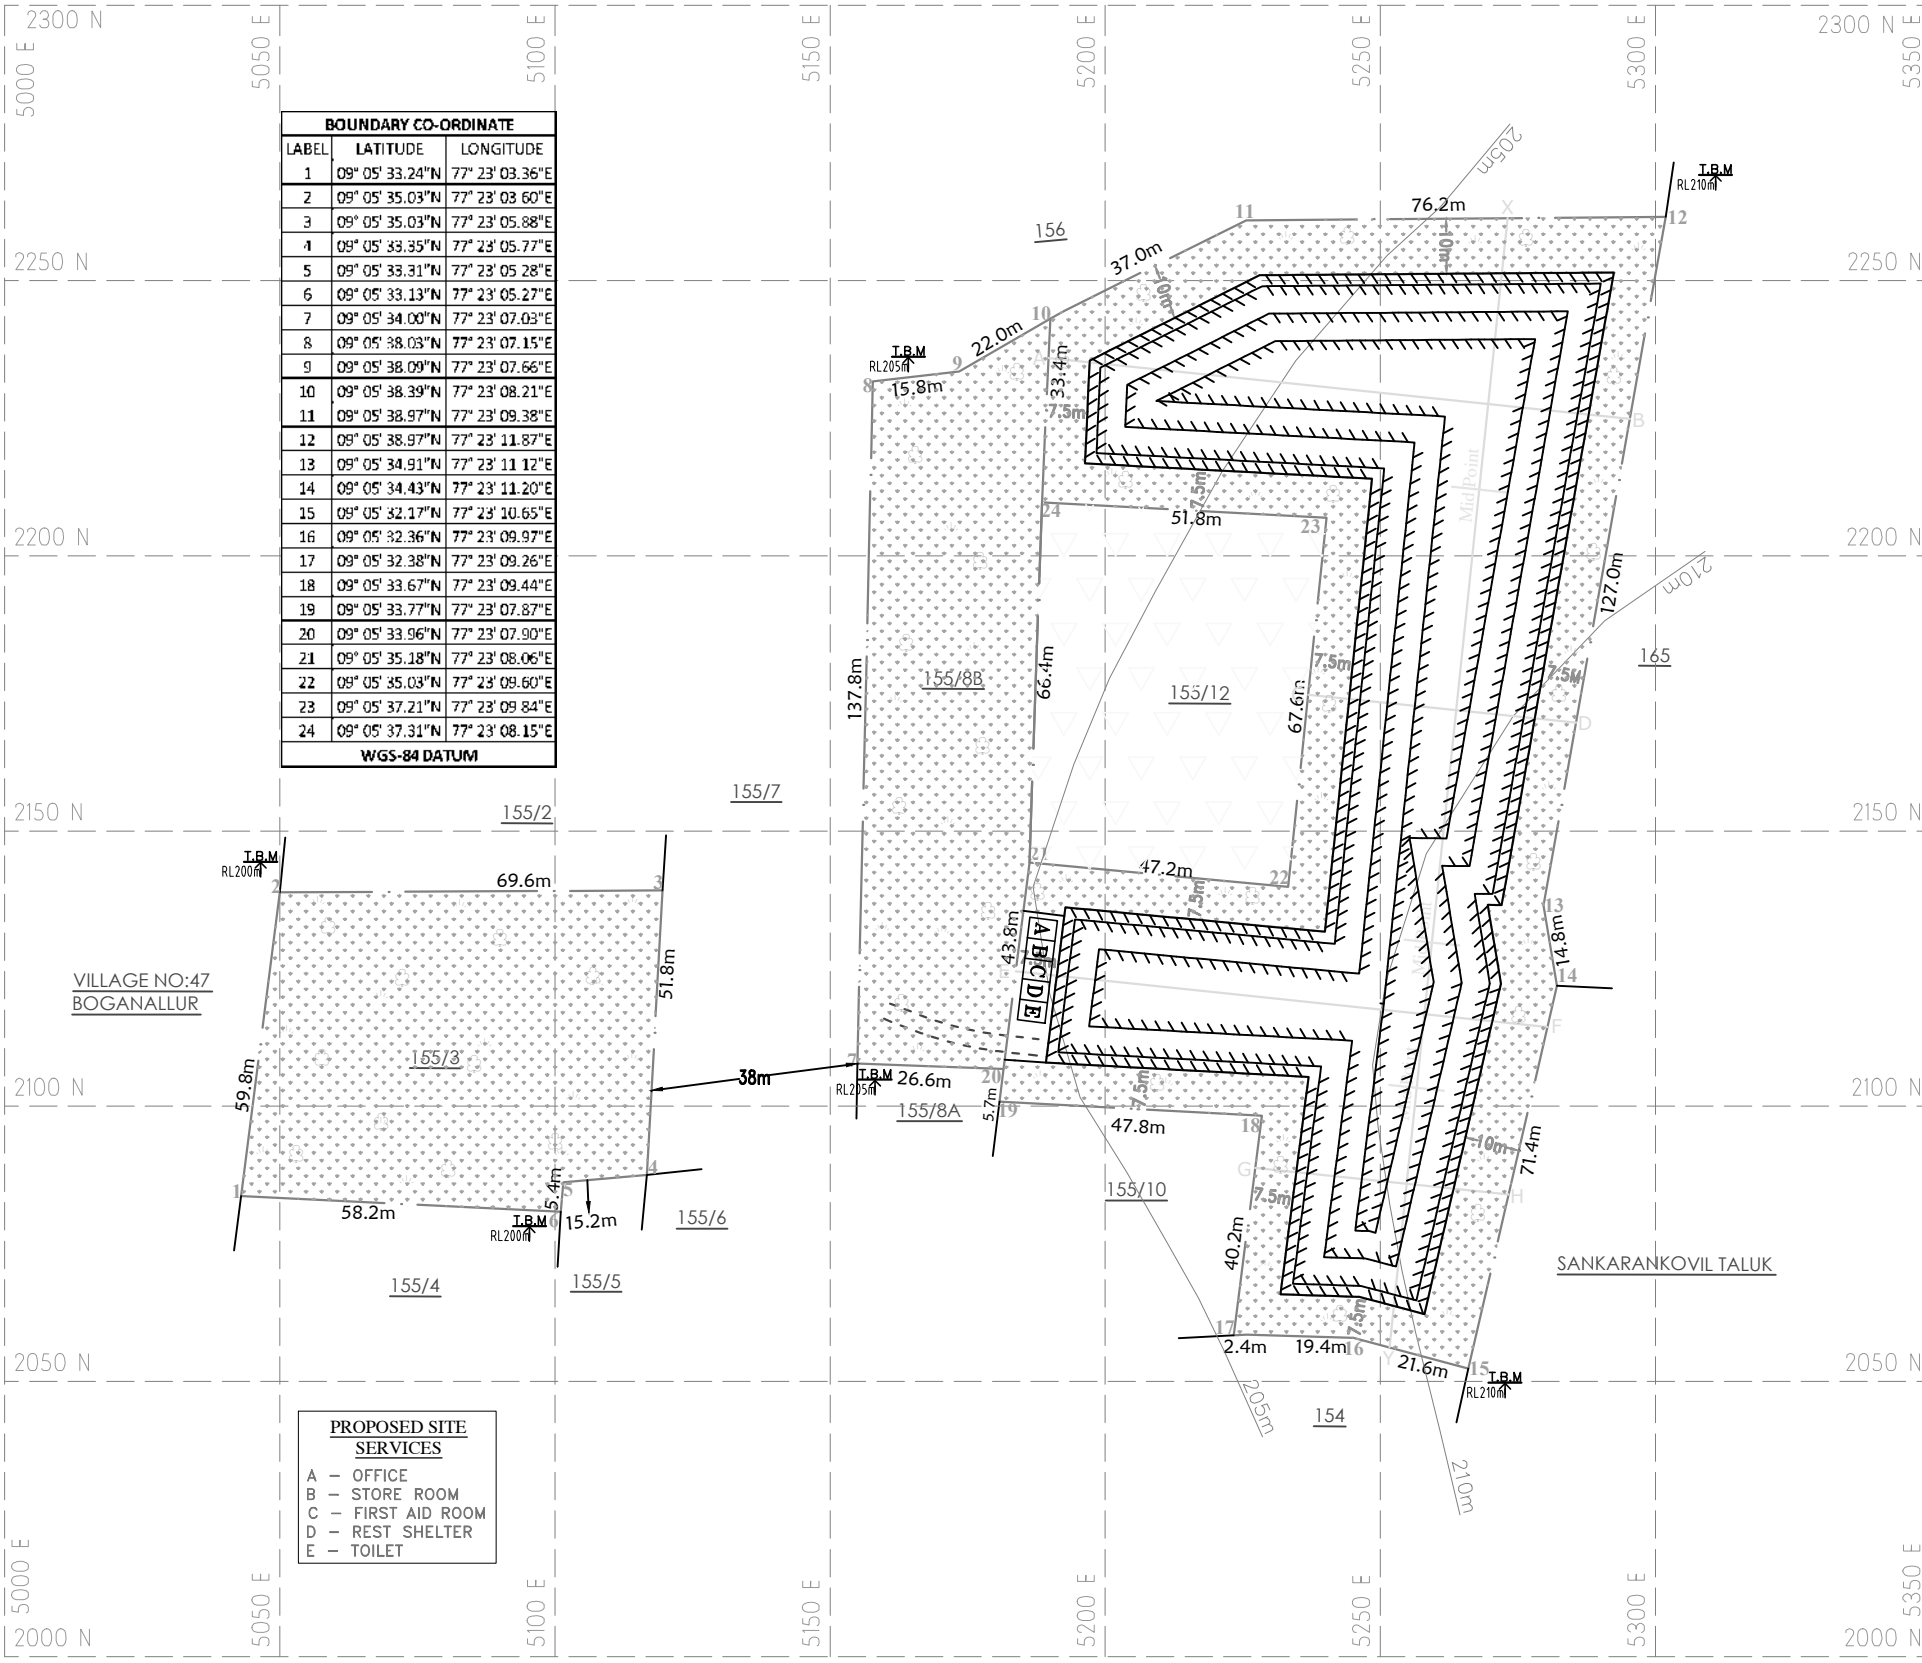 2300 N
2300 N
5000 E
5050 E
5100 E
5150 E
5200 E
5250 E
5300 E
5350 E
BOUNDARY CO-ORDINATE
LABEL LATITUDE LONGITUDE
1 09° 05' 33.24"N 77° 23' 03.36"E
2 09° 05' 35.03"N 77° 23' 03 60"E
3 09° 05' 35.03"N 77° 23' 05.88"E
4 09° 05' 33.35"N 77° 23' 05.77"E
5 09° 05' 33.31"N 77° 23' 05 28"E
6 09° 05' 33.13"N 77° 23' 05.27"E
7 09° 05' 34.00"N 77° 23' 07.03"E
8 09° 05' 38.03"N 77° 23' 07.15"E
9 09° 05' 38.09"N 77° 23' 07.66"E
10 09° 05' 38.39"N 77° 23' 08.21"E
11 09° 05' 38.97"N 77° 23' 09.38"E
12 09° 05' 38.97"N 77° 23' 11.87"E
13 09° 05' 34.91"N 77° 23' 11 12"E
14 09° 05' 34.43"N 77° 23' 11.20"E
15 09° 05' 32.17"N 77° 23' 10.65"E
16 09° 05' 32.36"N 77° 23' 09.97"E
17 09° 05' 32.38"N 77° 23' 09.26"E
18 09° 05' 33.67"N 77° 23' 09.44"E
19 09° 05' 33.77"N 77° 23' 07.87"E
20 09° 05' 33.96"N 77° 23' 07.90"E
21 09° 05' 35.18"N 77° 23' 08.06"E
22 09° 05' 35.03"N 77° 23' 09.60"E
23 09° 05' 37.21"N 77° 23' 09 84"E
24 09° 05' 37.31"N 77° 23' 08.15"E
WGS-84 DATUM
205m
T.B.M
RL210m
11
76.2m
X
12
156
37.0m
10m
10m
2250 N
2250 N
10
22.0m
T.B.M
RL205m
9
8
15.8m
A
33.4m
7.5m
B
Mid Point
7.5m
24
51.8m
23
2200 N
2200 N
127.0m
210m
165
137.8m
155/8B
66.4m
155/12
67.6m
7.5m
7.5M
D
155/7
155/2
2150 N
2150 N
T.B.M
RL200m
2
69.6m
3
21
47.2m
22
7.5m
13
14.8m
14
VILLAGE NO:47
BOGANALLUR
51.8m
43.8m
A B C D E
E
F
155/3
59.8m
38m
7
T.B.M
RL205m
26.6m
20
2100 N
2100 N
155/8A
5.7m
19
47.8m
7.5m
18
10m
71.4m
1
58.2m
5.4m
5
4
6
15.2m
T.B.M
RL200m
155/6
155/10
G
7.5m
H
40.2m
155/4
155/5
SANKARANKOVIL TALUK
17
2.4m
19.4m
7.5m
16
Y
21.6m
15
T.B.M
RL210m
2050 N
2050 N
205m
154
210m
PROPOSED SITE
SERVICES
A - OFFICE
B - STORE ROOM
C - FIRST AID ROOM
D - REST SHELTER
E - TOILET
5000 E
5050 E
5100 E
5150 E
5200 E
5250 E
5300 E
5350 E
2000 N
2000 N